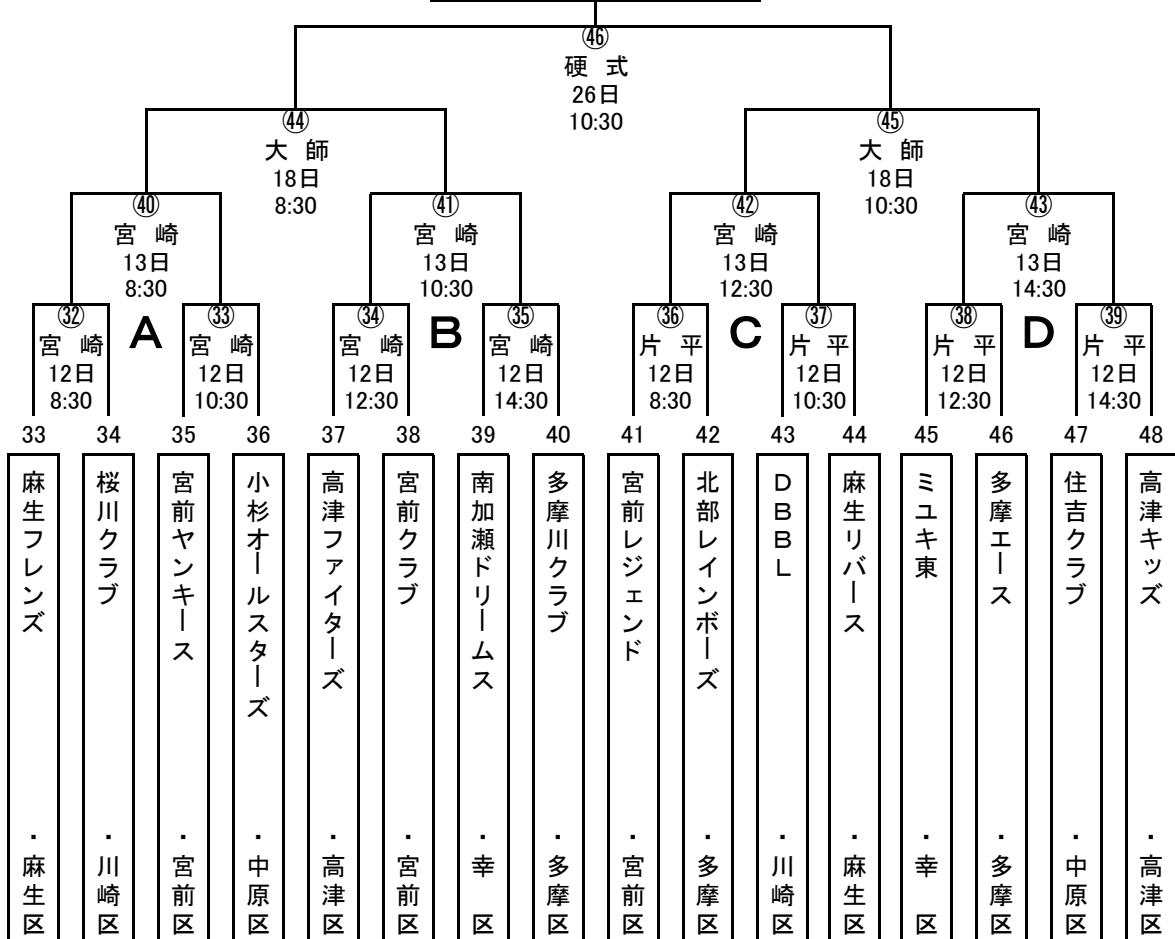 ㊻
硬 式
26日
10:30
㊹
大 師
18日
8:30
㊺
大 師
18日
10:30
㊵
宮 崎
13日
8:30
㊶
宮 崎
13日
10:30
㊷
宮 崎
13日
12:30
㊸
宮 崎
13日
14:30
㉜
宮 崎
12日
8:30
A
㉝
宮 崎
12日
10:30
㉞
宮 崎
12日
12:30
B
㉟
宮 崎
12日
14:30
㊱
片 平
12日
8:30
C
㊲
片 平
12日
10:30
㊳
片 平
12日
12:30
D
㊴
片 平
12日
14:30
33
麻生フレンズ ・麻生区
34
桜川クラブ ・川崎区
35
宮前ヤンキース ・宮前区
36
小杉オールスターズ ・中原区
37
高津ファイターズ ・高津区
38
宮前クラブ ・宮前区
39
南加瀬ドリームス ・幸 区
40
多摩川クラブ ・多摩区
41
宮前レジェンド ・宮前区
42
北部レインボーズ ・多摩区
43
DBBL ・川崎区
44
麻生リバース ・麻生区
45
ミユキ東 ・幸 区
46
多摩エース ・多摩区
47
住吉クラブ ・中原区
48
高津キッズ ・高津区